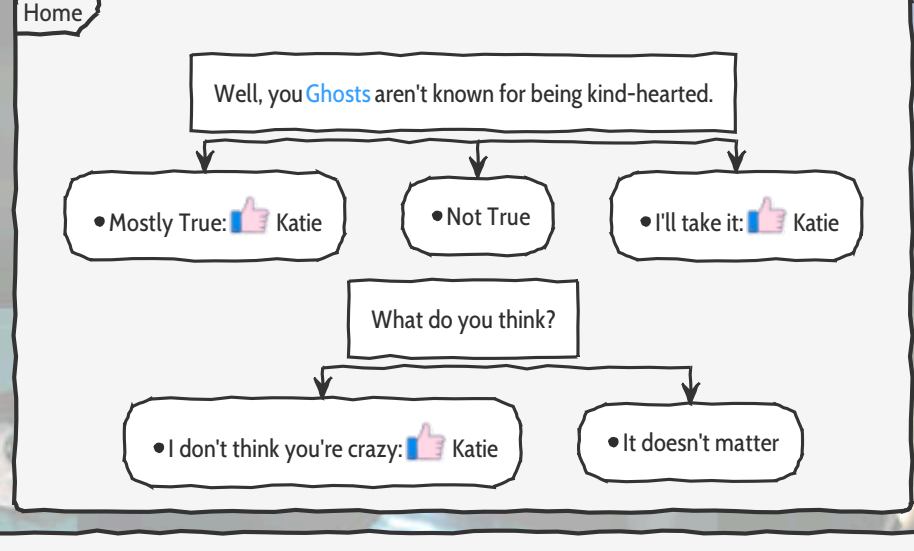 Home
Well, you Ghosts aren't known for being kind-hearted.
•Mostly True: Katie
•Not True
•I'll take it: Katie
What do you think?
•I don't think you're crazy: Katie
•It doesn't matter